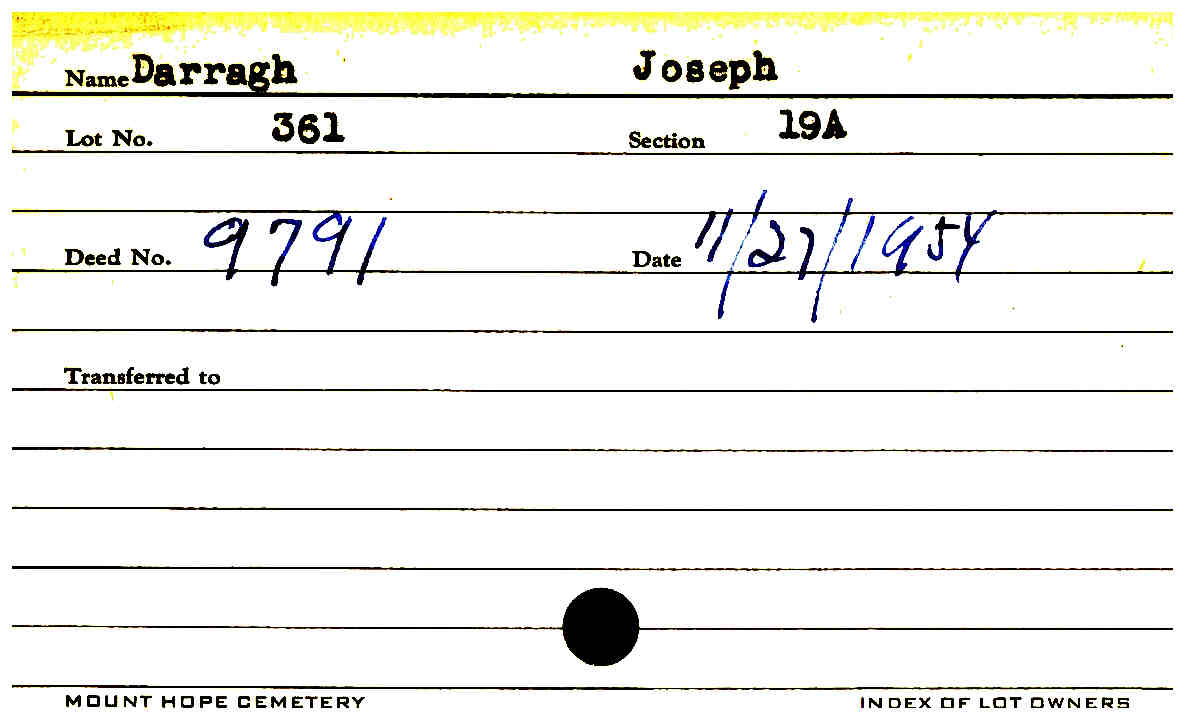 Name Darragh Joseph
Lot No. 361 Section 19A
Deed No. 9791 Date 11/27/1954
Transferred to
MOUNT HOPE CEMETERY INDEX OF LOT OWNERS